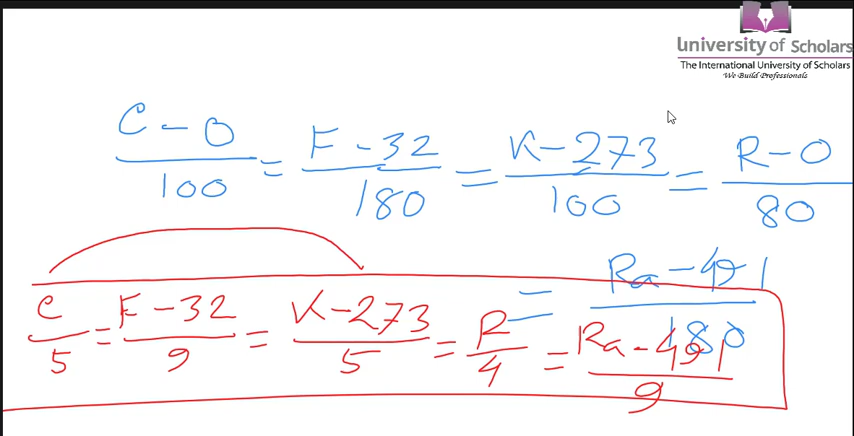 University of Scholars
The International University of Scholars
We Build Professionals
C - 0 / 100 = F - 32 / 180 = K - 273 / 100 = R - 0 / 80
= Ra - 491 / 180
C / 5 = F - 32 / 9 = K - 273 / 5 = R / 4 = Ra - 491 / 9